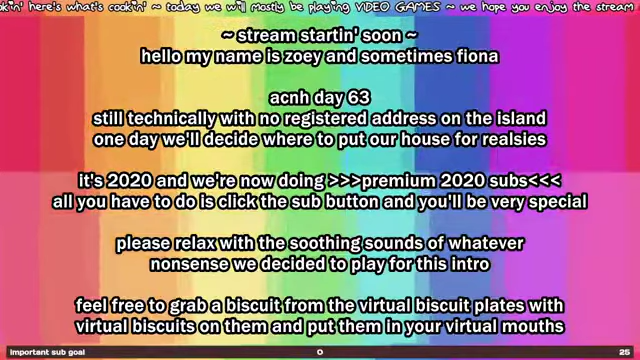 okin' here's what's cookin' ~ today we will mostly be playing VIDEO GAMES ~ we hope you enjoy the stream
~ stream startin' soon ~
hello my name is zoey and sometimes fiona
acnh day 63
still technically with no registered address on the island
one day we'll decide where to put our house for realsies
it's 2020 and we're now doing >>>premium 2020 subs<<<
all you have to do is click the sub button and you'll be very special
please relax with the soothing sounds of whatever
nonsense we decided to play for this intro
feel free to grab a biscuit from the virtual biscuit plates with
virtual biscuits on them and put them in your virtual mouths
Important sub goal 0 25